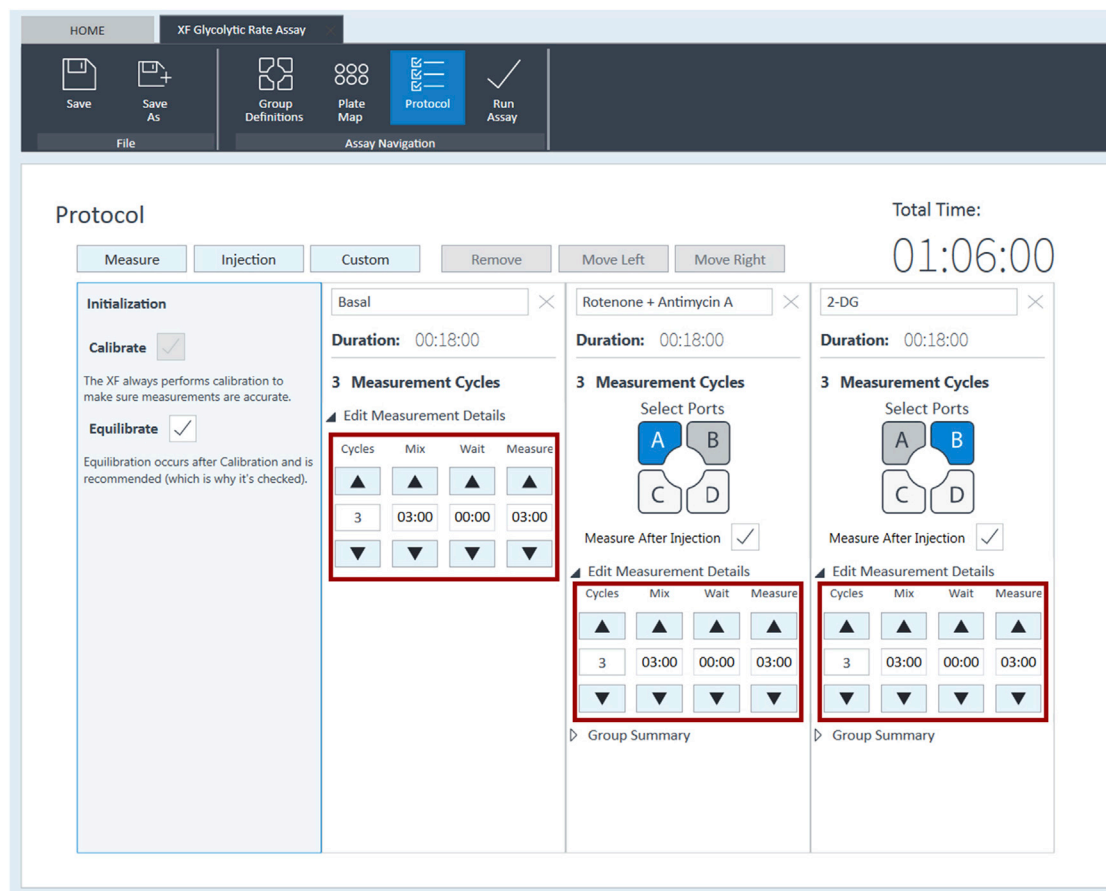 HOME
XF Glycolytic Rate Assay
Save
Save
As
Group
Definitions
Plate
Map
Protocol
Run
Assay
File
Assay Navigation
Protocol
Total Time:
01:06:00
Measure
Injection
Custom
Remove
Move Left
Move Right
Initialization
Calibrate
The XF always performs calibration to
make sure measurements are accurate.
Equilibrate
Equilibration occurs after Calibration and is
recommended (which is why it's checked).
Basal
Duration: 00:18:00
3 Measurement Cycles
Edit Measurement Details
Cycles Mix Wait Measure
3 03:00 00:00 03:00
Rotenone + Antimycin A
Duration: 00:18:00
3 Measurement Cycles
Select Ports
A B
C D
Measure After Injection
Edit Measurement Details
Cycles Mix Wait Measure
3 03:00 00:00 03:00
Group Summary
2-DG
Duration: 00:18:00
3 Measurement Cycles
Select Ports
A B
C D
Measure After Injection
Edit Measurement Details
Cycles Mix Wait Measure
3 03:00 00:00 03:00
Group Summary